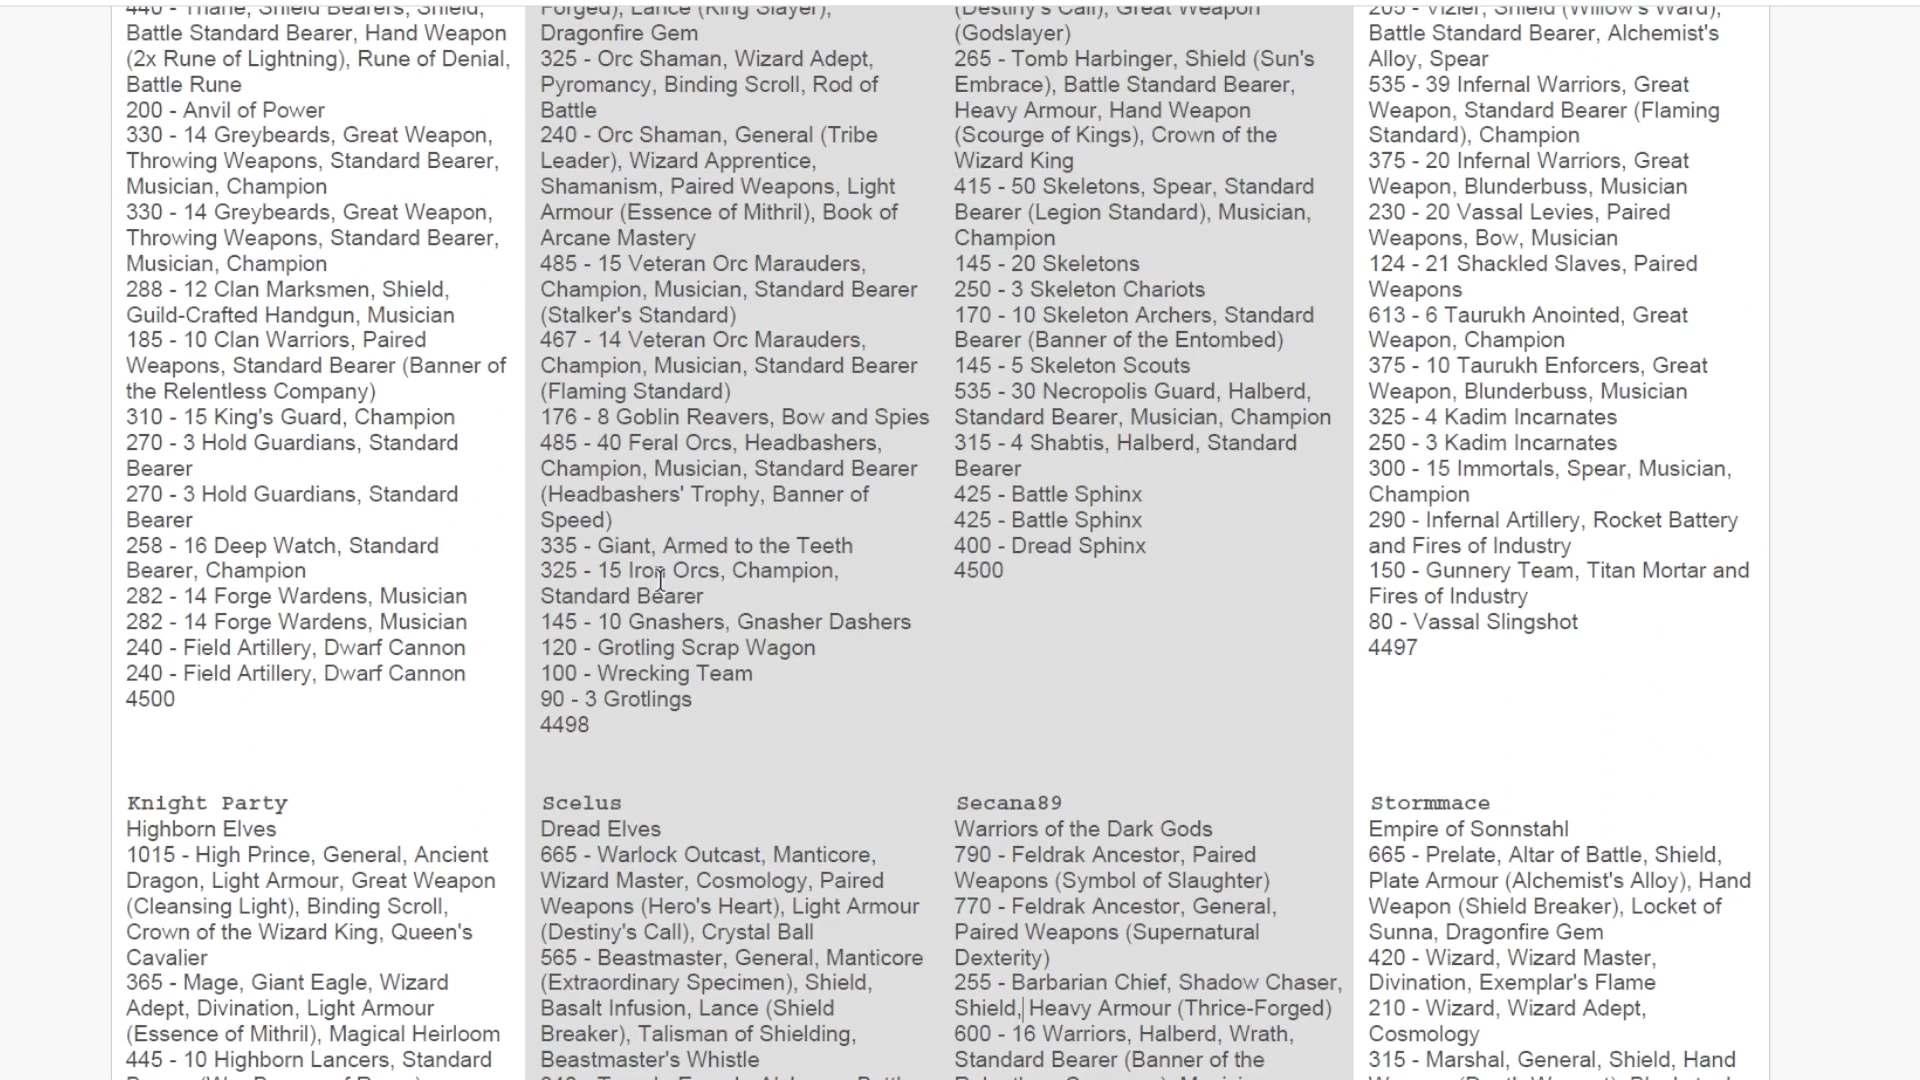 440 - Thane, Shield Bearers, Shield,
Battle Standard Bearer, Hand Weapon
(2x Rune of Lightning), Rune of Denial,
Battle Rune
200 - Anvil of Power
330 - 14 Greybeards, Great Weapon,
Throwing Weapons, Standard Bearer,
Musician, Champion
330 - 14 Greybeards, Great Weapon,
Throwing Weapons, Standard Bearer,
Musician, Champion
288 - 12 Clan Marksmen, Shield,
Guild-Crafted Handgun, Musician
185 - 10 Clan Warriors, Paired
Weapons, Standard Bearer (Banner of
the Relentless Company)
310 - 15 King's Guard, Champion
270 - 3 Hold Guardians, Standard
Bearer
270 - 3 Hold Guardians, Standard
Bearer
258 - 16 Deep Watch, Standard
Bearer, Champion
282 - 14 Forge Wardens, Musician
282 - 14 Forge Wardens, Musician
240 - Field Artillery, Dwarf Cannon
240 - Field Artillery, Dwarf Cannon
4500
Forged), Lance (King Slayer),
Dragonfire Gem
325 - Orc Shaman, Wizard Adept,
Pyromancy, Binding Scroll, Rod of
Battle
240 - Orc Shaman, General (Tribe
Leader), Wizard Apprentice,
Shamanism, Paired Weapons, Light
Armour (Essence of Mithril), Book of
Arcane Mastery
485 - 15 Veteran Orc Marauders,
Champion, Musician, Standard Bearer
(Stalker's Standard)
467 - 14 Veteran Orc Marauders,
Champion, Musician, Standard Bearer
(Flaming Standard)
176 - 8 Goblin Reavers, Bow and Spies
485 - 40 Feral Orcs, Headbashers,
Champion, Musician, Standard Bearer
(Headbashers' Trophy, Banner of
Speed)
335 - Giant, Armed to the Teeth
325 - 15 Iron Orcs, Champion,
Standard Bearer
145 - 10 Gnashers, Gnasher Dashers
120 - Grotling Scrap Wagon
100 - Wrecking Team
90 - 3 Grotlings
4498
(Destiny's Call), Great Weapon
(Godslayer)
265 - Tomb Harbinger, Shield (Sun's
Embrace), Battle Standard Bearer,
Heavy Armour, Hand Weapon
(Scourge of Kings), Crown of the
Wizard King
415 - 50 Skeletons, Spear, Standard
Bearer (Legion Standard), Musician,
Champion
145 - 20 Skeletons
250 - 3 Skeleton Chariots
170 - 10 Skeleton Archers, Standard
Bearer (Banner of the Entombed)
145 - 5 Skeleton Scouts
535 - 30 Necropolis Guard, Halberd,
Standard Bearer, Musician, Champion
315 - 4 Shabtis, Halberd, Standard
Bearer
425 - Battle Sphinx
425 - Battle Sphinx
400 - Dread Sphinx
4500
205 - Vizier, Shield (Willow's Ward),
Battle Standard Bearer, Alchemist's
Alloy, Spear
535 - 39 Infernal Warriors, Great
Weapon, Standard Bearer (Flaming
Standard), Champion
375 - 20 Infernal Warriors, Great
Weapon, Blunderbuss, Musician
230 - 20 Vassal Levies, Paired
Weapons, Bow, Musician
124 - 21 Shackled Slaves, Paired
Weapons
613 - 6 Taurukh Anointed, Great
Weapon, Champion
375 - 10 Taurukh Enforcers, Great
Weapon, Blunderbuss, Musician
325 - 4 Kadim Incarnates
250 - 3 Kadim Incarnates
300 - 15 Immortals, Spear, Musician,
Champion
290 - Infernal Artillery, Rocket Battery
and Fires of Industry
150 - Gunnery Team, Titan Mortar and
Fires of Industry
80 - Vassal Slingshot
4497
Knight Party
Highborn Elves
1015 - High Prince, General, Ancient
Dragon, Light Armour, Great Weapon
(Cleansing Light), Binding Scroll,
Crown of the Wizard King, Queen's
Cavalier
365 - Mage, Giant Eagle, Wizard
Adept, Divination, Light Armour
(Essence of Mithril), Magical Heirloom
445 - 10 Highborn Lancers, Standard
Scelus
Dread Elves
665 - Warlock Outcast, Manticore,
Wizard Master, Cosmology, Paired
Weapons (Hero's Heart), Light Armour
(Destiny's Call), Crystal Ball
565 - Beastmaster, General, Manticore
(Extraordinary Specimen), Shield,
Basalt Infusion, Lance (Shield
Breaker), Talisman of Shielding,
Beastmaster's Whistle
Secana89
Warriors of the Dark Gods
790 - Feldrak Ancestor, Paired
Weapons (Symbol of Slaughter)
770 - Feldrak Ancestor, General,
Paired Weapons (Supernatural
Dexterity)
255 - Barbarian Chief, Shadow Chaser,
Shield, Heavy Armour (Thrice-Forged)
600 - 16 Warriors, Halberd, Wrath,
Standard Bearer (Banner of the
Stormmace
Empire of Sonnstahl
665 - Prelate, Altar of Battle, Shield,
Plate Armour (Alchemist's Alloy), Hand
Weapon (Shield Breaker), Locket of
Sunna, Dragonfire Gem
420 - Wizard, Wizard Master,
Divination, Exemplar's Flame
210 - Wizard, Wizard Adept,
Cosmology
315 - Marshal, General, Shield, Hand